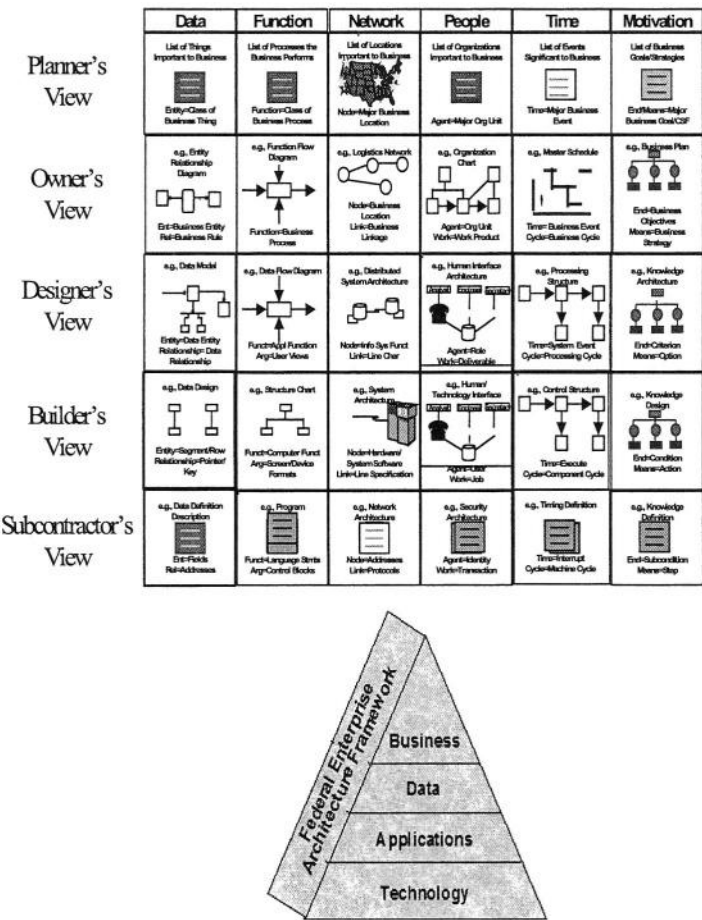 Data Function Network People Time Motivation
Planner's
View
List of Things
Important to Business
Entity=Class of
Business Thing
List of Processes the
Business Performs
Function=Class of
Business Process
List of Locations
Important to Business
Node=Major Business
Location
List of Organizations
Important to Business
Agent=Major Org Unit
List of Events
Significant to Business
Time=Major Business
Event
List of Business
Goals/Strategies
End/Means=Major
Business Goal/CSF
Owner's
View
e.g., Entity
Relationship
Diagram
Ent=Business Entity
Rel=Business Rule
e.g., Function Flow
Diagram
Function=Business
Process
e.g., Logistics Network
Node=Business
Location
Link=Business
Linkage
e.g., Organization
Chart
Agent=Org Unit
Work=Work Product
e.g., Master Schedule
Time=Business Event
Cycle=Business Cycle
e.g., Business Plan
End=Business
Objectives
Means=Business
Strategy
Designer's
View
e.g., Data Model
Entity=Data Entity
Relationship= Data
Relationship
e.g., Data Flow Diagram
Funct=Appl Function
Arg=User Views
e.g., Distributed
System Architecture
Node=Info Sys Funct
Link=Line Char
e.g., Human Interface
Architecture
Analyst Engineer Secretary
Agent=Role
Work=Deliverable
e.g., Processing
Structure
Time=System Event
Cycle=Processing Cycle
e.g., Knowledge
Architecture
End=Criterion
Means=Option
Builder's
View
e.g., Data Design
Entity=Segment/Row
Relationship=Pointer/
Key
e.g., Structure Chart
Funct=Computer Funct
Arg=Screen/Device
Formats
e.g., System
Architecture
Node=Hardware/
System Software
Link=Line Specification
e.g., Human/
Technology Interface
Analyst Engineer Secretary
Agent=User
Work=Job
e.g., Control Structure
Time=Execute
Cycle=Component Cycle
e.g., Knowledge
Design
End=Condition
Means=Action
Subcontractor's
View
e.g., Data Definition
Description
Ent=Fields
Rel=Addresses
e.g., Program
Funct=Language Stmts
Arg=Control Blocks
e.g., Network
Architecture
Node=Addresses
Link=Protocols
e.g., Security
Architecture
Agent=Identity
Work=Transaction
e.g., Timing Definition
Time=Interrupt
Cycle=Machine Cycle
e.g., Knowledge
Definition
End=Subcondition
Means=Step
Federal Enterprise
Architecture Framework
Business
Data
Applications
Technology